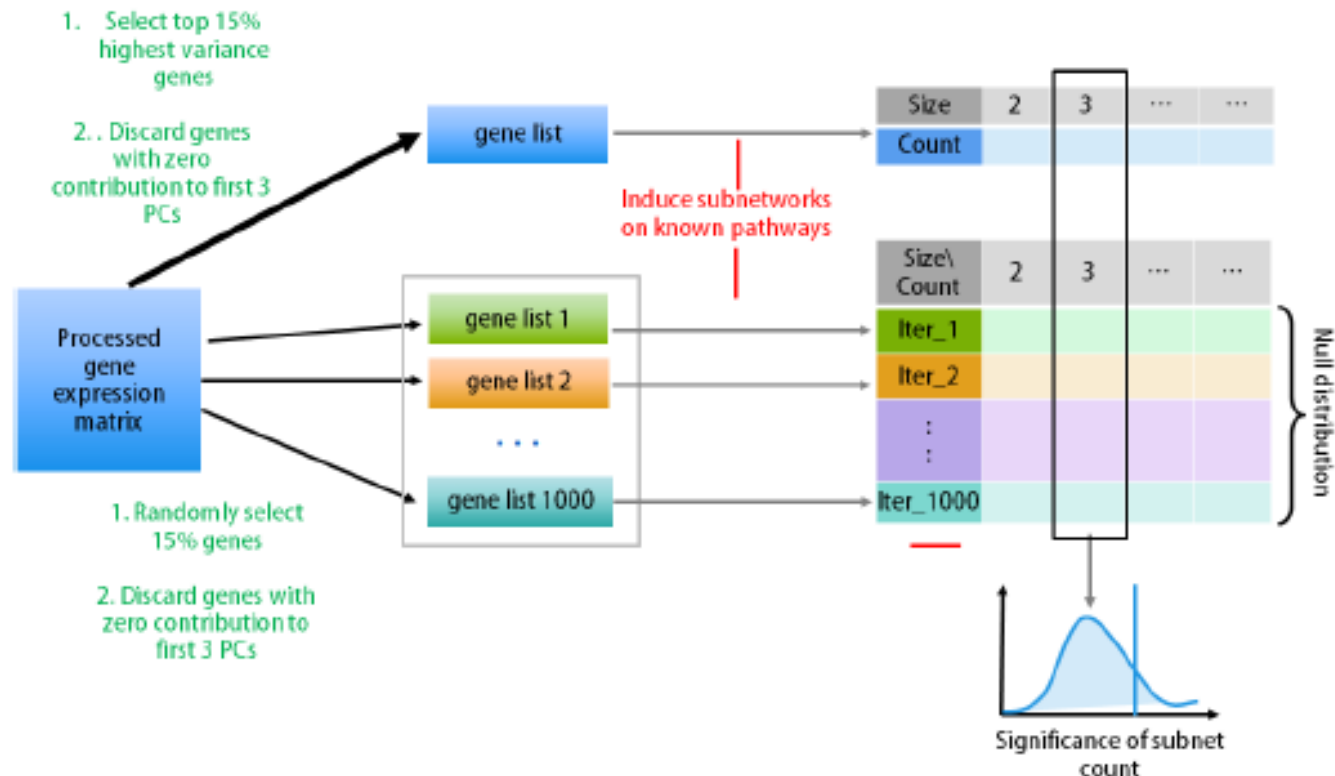 1. Select top 15%
highest variance
genes
2. . Discard genes
with zero
contribution to first 3
PCs
gene list
Induce subnetworks
on known pathways
Size 2 3 ... ...
Count
Processed
gene
expression
matrix
gene list 1
gene list 2
. . .
gene list 1000
Size\ 2 3 ... ...
Count
Iter_1
Iter_2
:
:
Iter_1000
Null distribution
1. Randomly select
15% genes
2. Discard genes with
zero contribution to
first 3 PCs
Significance of subnet
count